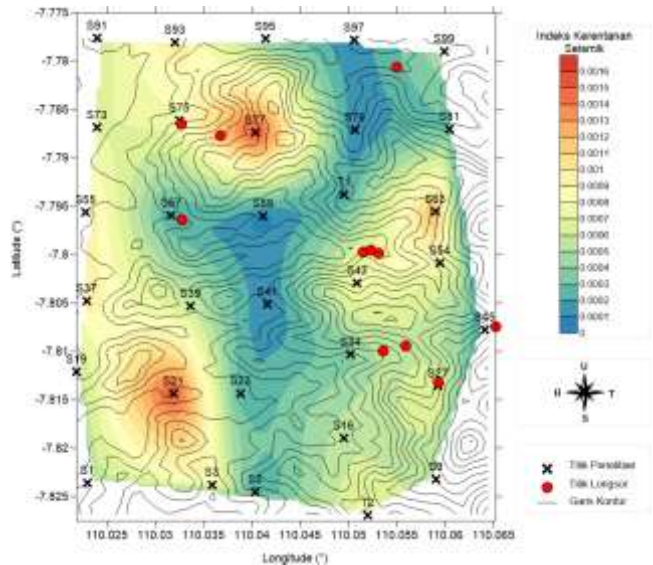 -7.775
-7.78
-7.785
-7.79
-7.795
-7.8
-7.805
-7.81
-7.815
-7.82
-7.825
Latitude (°)
S91
S93
S95
S97
S99
S73
S75
S77
S79
S81
S55
S67
S59
T1
S63
S54
S37
S39
S41
S43
S45
S19
S21
S23
S34
S27
S16
S1
S3
S5
T2
S9
110.025
110.03
110.035
110.04
110.045
110.05
110.055
110.06
110.065
Longitude (°)
Indeks Kerentanan
Seismik
0.0016
0.0015
0.0014
0.0013
0.0012
0.0011
0.001
0.0009
0.0008
0.0007
0.0006
0.0005
0.0004
0.0003
0.0002
0.0001
0
U
B
T
S
Titik Penelitian
Titik Longsor
Garis Kontur